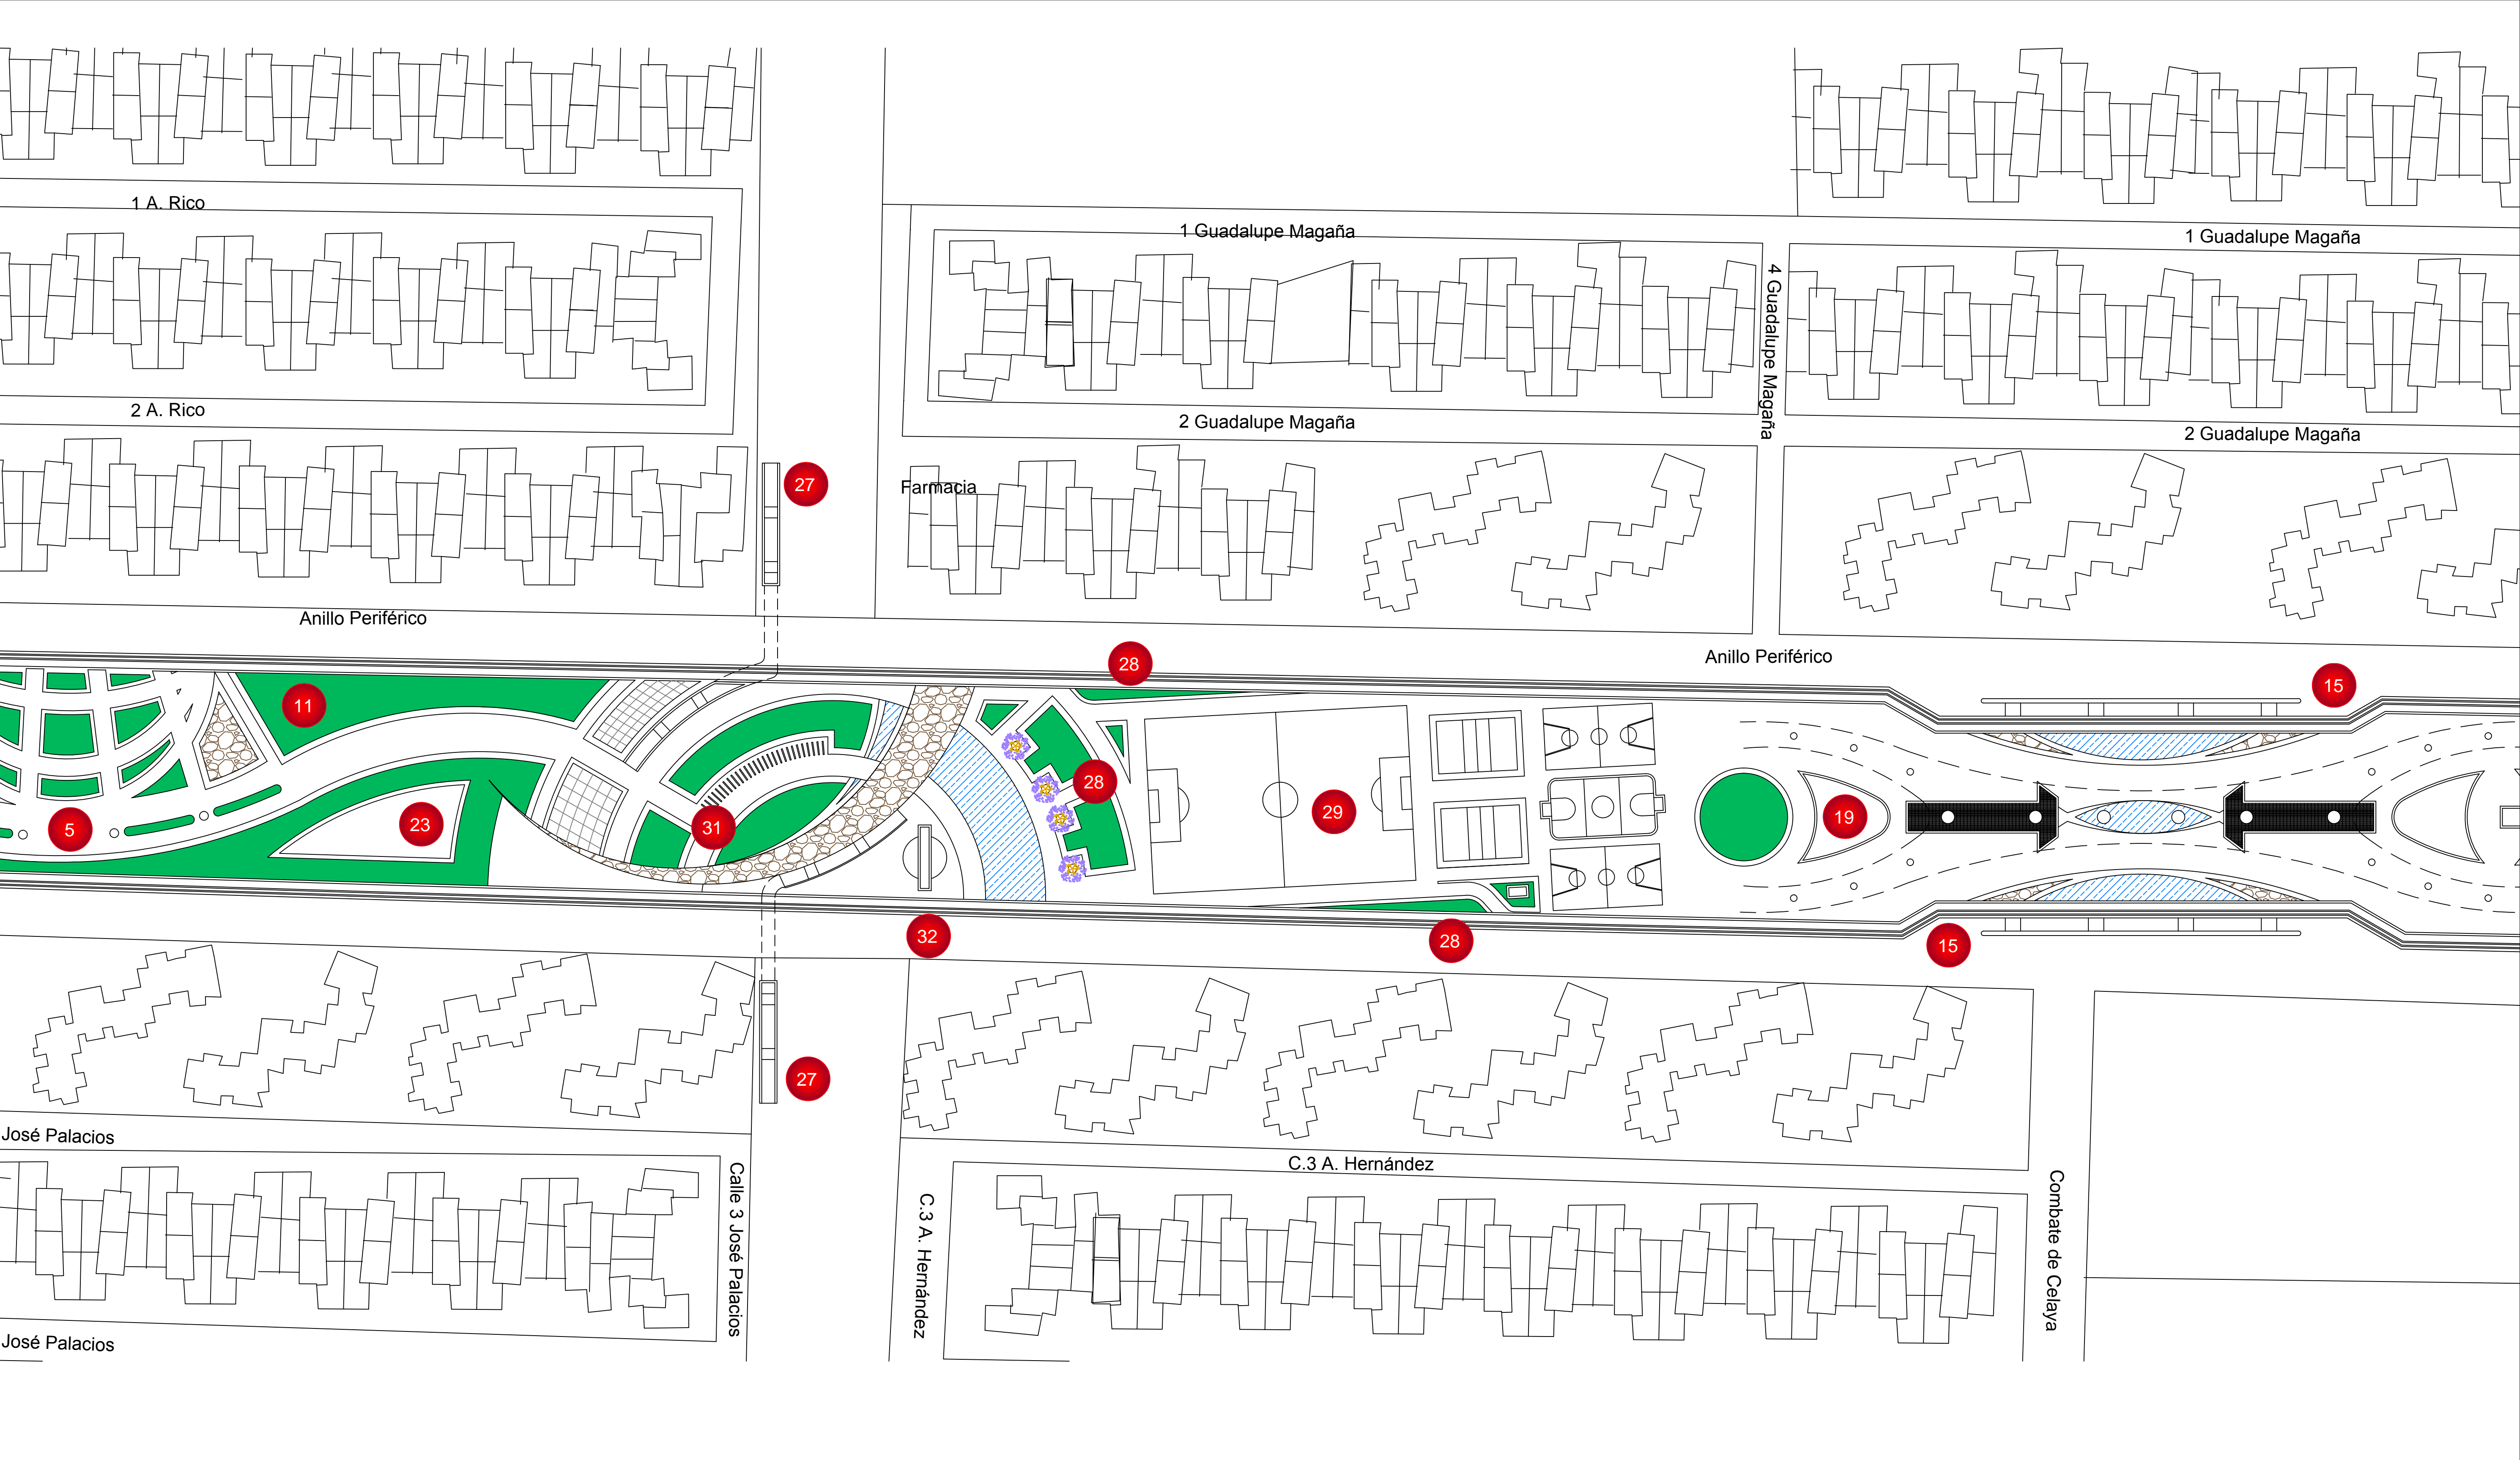 1 A. Rico
1 Guadalupe Magaña
1 Guadalupe Magaña
4 Guadalupe Magaña
2 A. Rico
2 Guadalupe Magaña
2 Guadalupe Magaña
27
Farmacia
Anillo Periférico
Anillo Periférico
28
15
11
28
29
19
5
23
31
32
28
15
27
José Palacios
Calle 3 José Palacios
C.3 A. Hernández
C.3 A. Hernández
Combate de Celaya
José Palacios